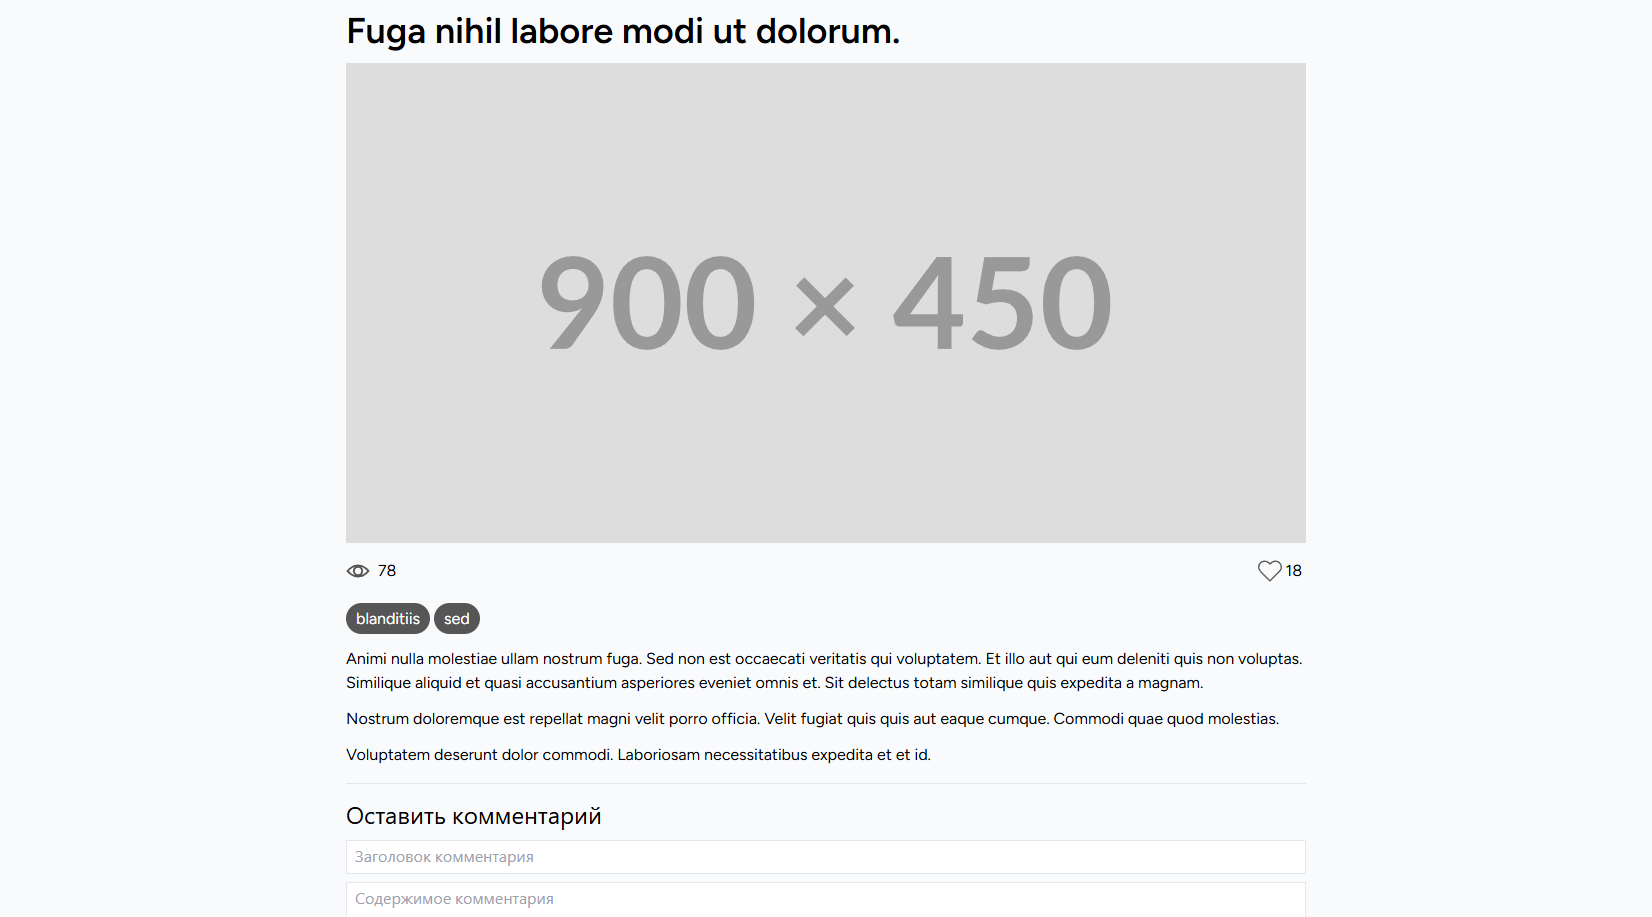 Fuga nihil labore modi ut dolorum.
900 × 450
78
18
blanditiis sed
Animi nulla molestiae ullam nostrum fuga. Sed non est occaecati veritatis qui voluptatem. Et illo aut qui eum deleniti quis non voluptas.
Similique aliquid et quasi accusantium asperiores eveniet omnis et. Sit delectus totam similique quis expedita a magnam.
Nostrum doloremque est repellat magni velit porro officia. Velit fugiat quis quis aut eaque cumque. Commodi quae quod molestias.
Voluptatem deserunt dolor commodi. Laboriosam necessitatibus expedita et et id.
Оставить комментарий
Заголовок комментария
Содержимое комментария